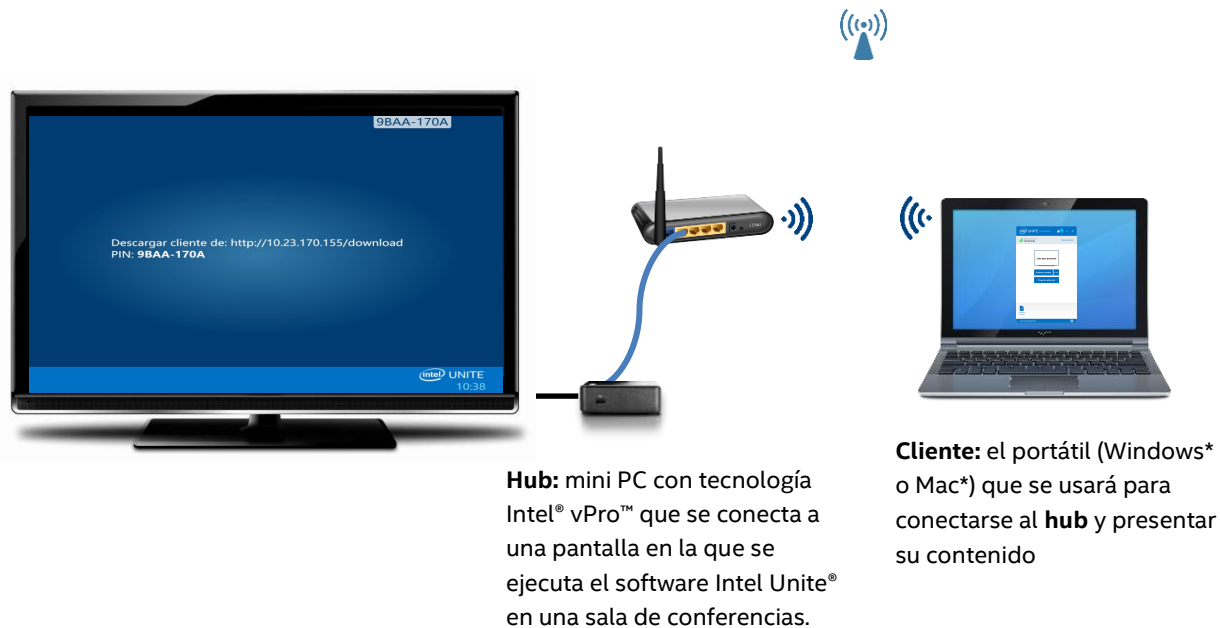 9BAA-170A
Descargar cliente de: http://10.23.170.155/download
PIN: 9BAA-170A
intel UNITE
10:38
Hub: mini PC con tecnología
Intel® vPro™ que se conecta a
una pantalla en la que se
ejecuta el software Intel Unite®
en una sala de conferencias.
Cliente: el portátil (Windows*
o Mac*) que se usará para
conectarse al hub y presentar
su contenido